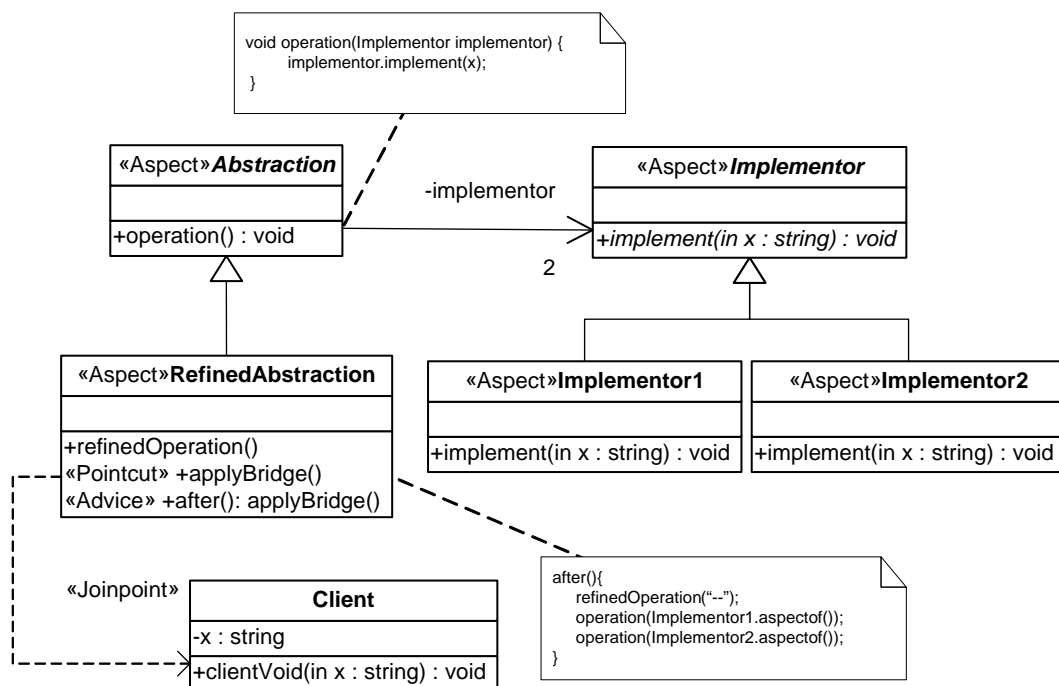 void operation(Implementor implementor) {
implementor.implement(x);
}
«Aspect»Abstraction
+operation() : void
-implementor
2
«Aspect»Implementor
+implement(in x : string) : void
«Aspect»RefinedAbstraction
+refinedOperation()
«Pointcut» +applyBridge()
«Advice» +after(): applyBridge()
«Aspect»Implementor1
+implement(in x : string) : void
«Aspect»Implementor2
+implement(in x : string) : void
«Joinpoint»
Client
-x : string
+clientVoid(in x : string) : void
after(){
refinedOperation(“--”);
operation(Implementor1.aspectof());
operation(Implementor2.aspectof());
}